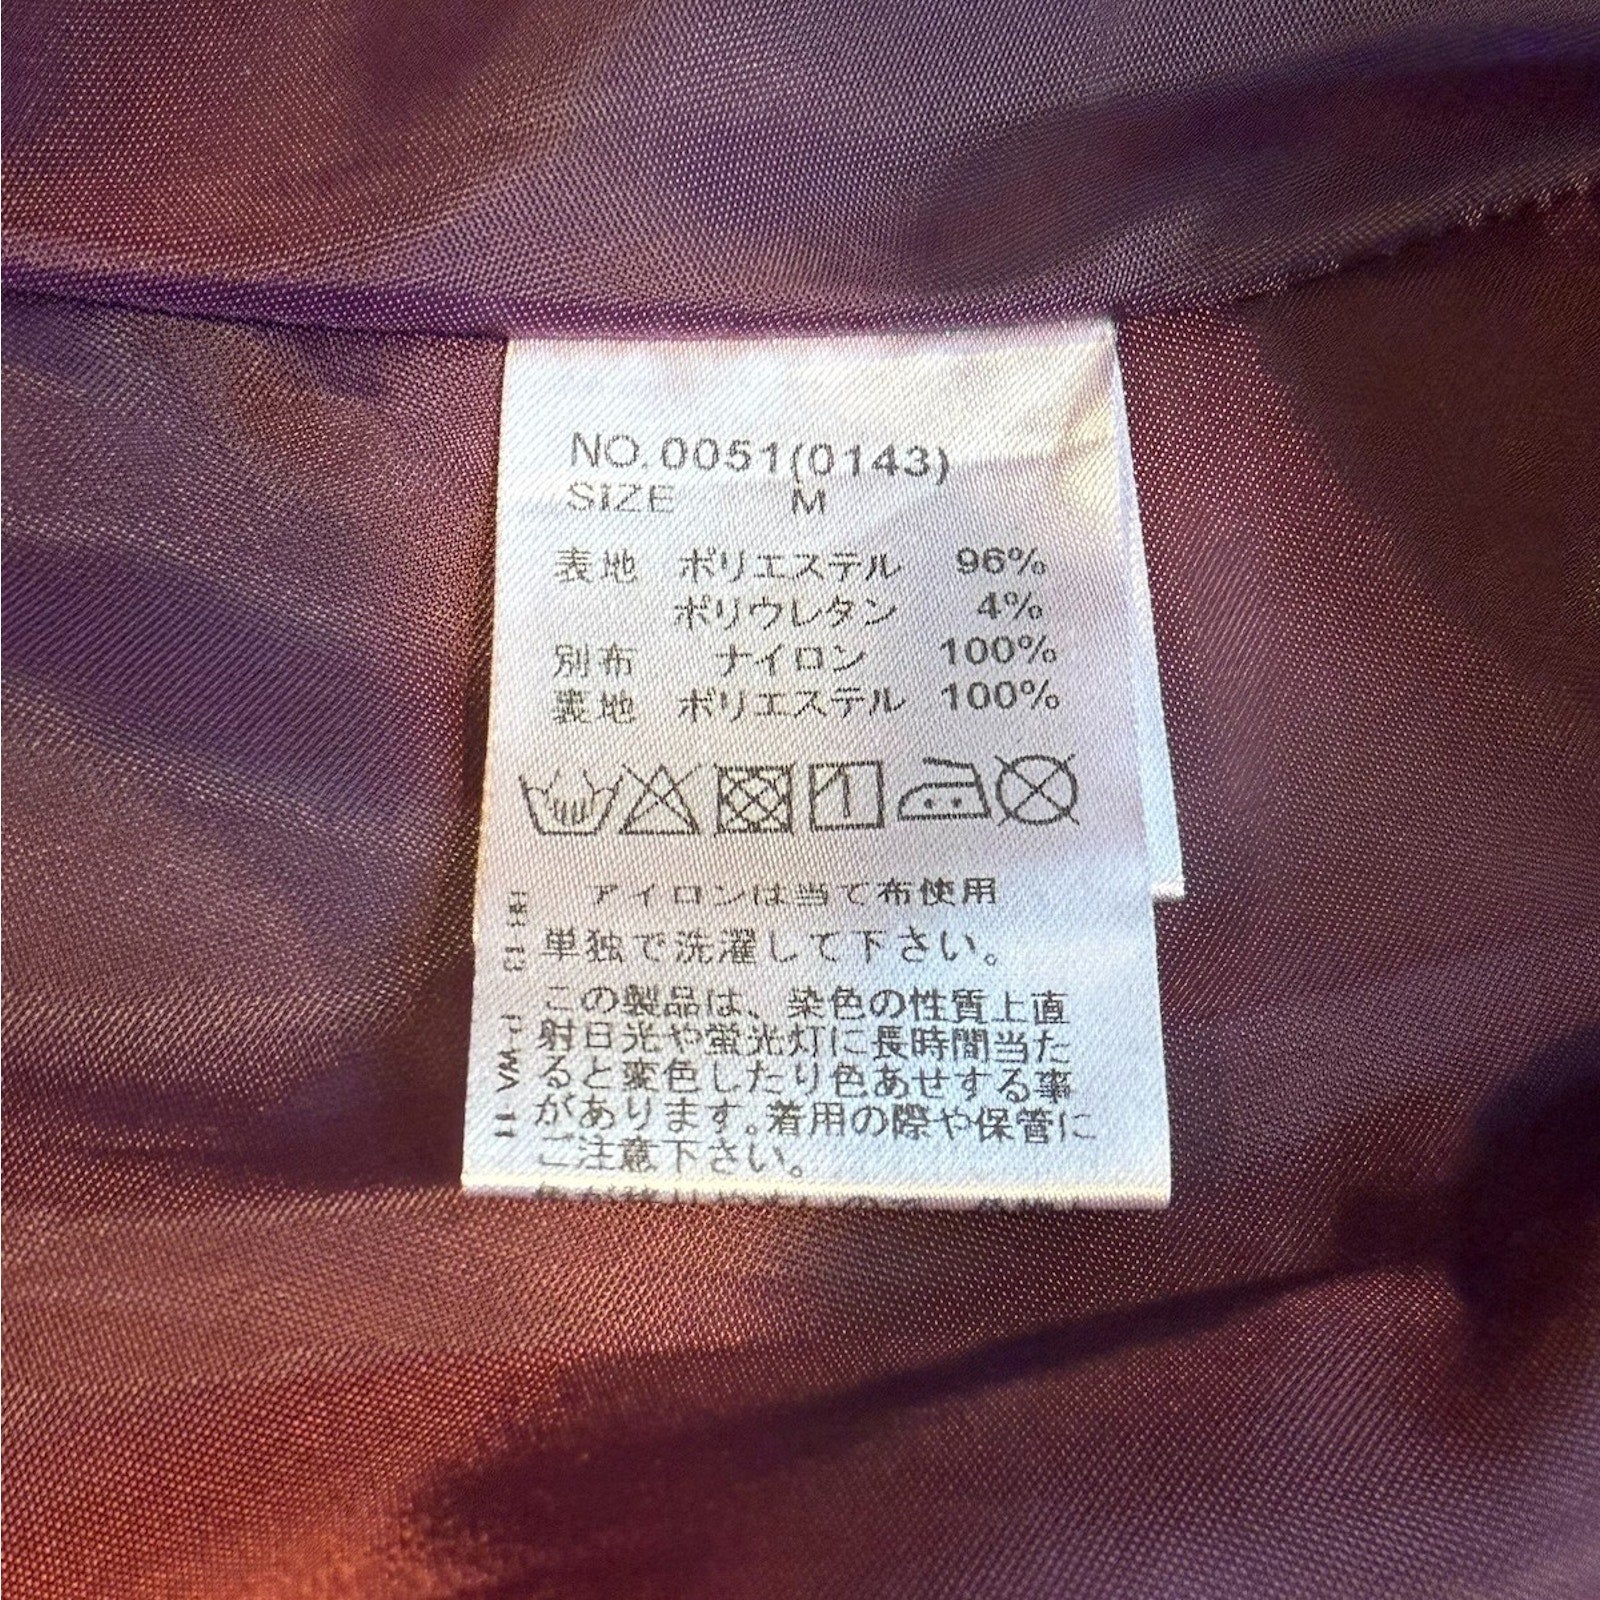 NO.0051(0143)
SIZE M
表地 ポリエステル 96%
ポリウレタン 4%
別布 ナイロン 100%
裏地 ポリエステル 100%
アイロンは当て布使用
単独で洗濯して下さい。
この製品は、染色の性質上直
射日光や蛍光灯に長時間当た
ると変色したり色あせする事
があります。着用の際や保管に
ご注意下さい。